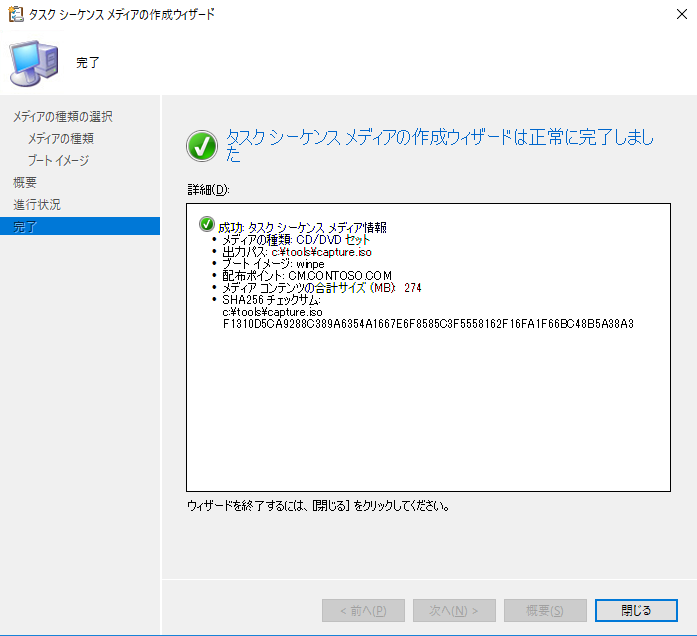 タスク シーケンス メディアの作成ウィザード
完了
メディアの種類の選択
メディアの種類
ブート イメージ
概要
進行状況
完了
タスク シーケンス メディアの作成ウィザードは正常に完了しまし
た
詳細(D):
成功: タスク シーケンス メディア情報
• メディアの種類: CD/DVD セット
• 出力パス: c:¥tools¥capture.iso
• ブート イメージ: winpe
• 配布ポイント: CM.CONTOSO.COM
• メディア コンテンツの合計サイズ (MB): 274
• SHA256 チェックサム:
c:¥tools¥capture.iso
F1310D5CA9288C389A6354A1667E6F8585C3F5558162F16FA1F66BC48B5A38A3
ウィザードを終了するには、[閉じる] をクリックしてください。
< 前へ(P)
次へ(N) >
概要(S)
閉じる